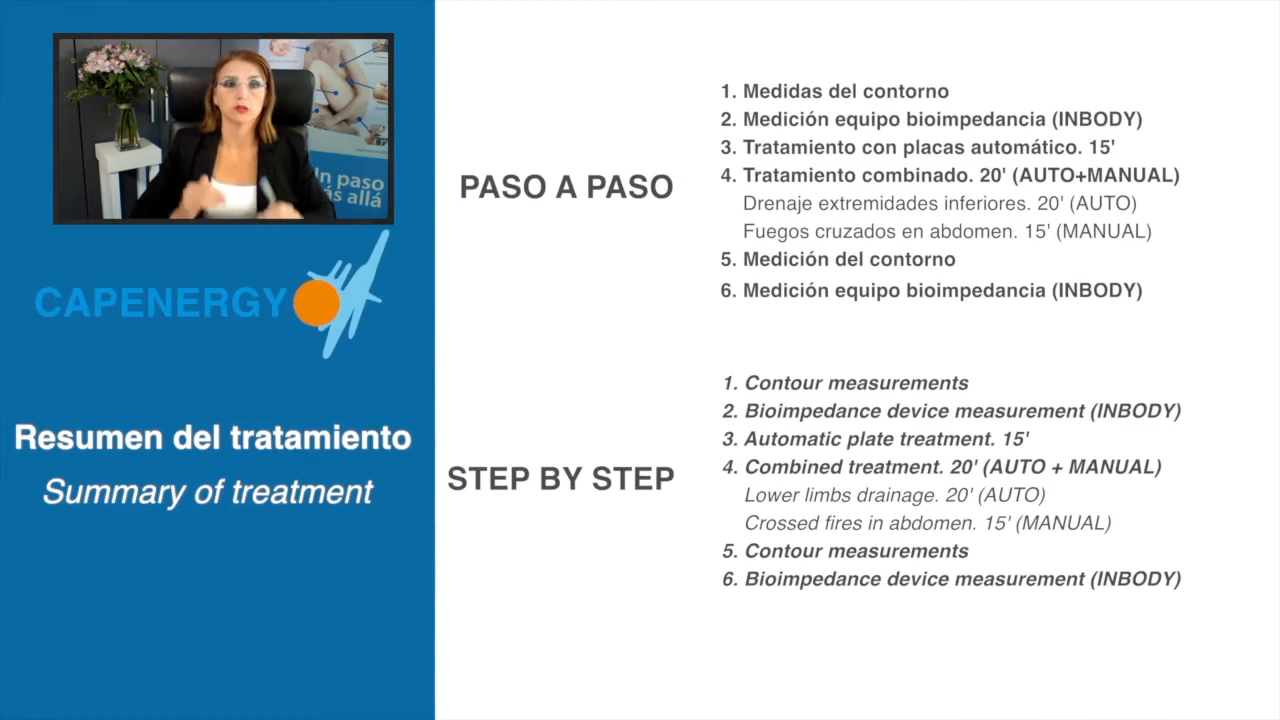 un paso
más allá
CAPENERGY
Resumen del tratamiento
Summary of treatment
PASO A PASO
1. Medidas del contorno
2. Medición equipo bioimpedancia (INBODY)
3. Tratamiento con placas automático. 15'
4. Tratamiento combinado. 20' (AUTO+MANUAL)
Drenaje extremidades inferiores. 20' (AUTO)
Fuegos cruzados en abdomen. 15' (MANUAL)
5. Medición del contorno
6. Medición equipo bioimpedancia (INBODY)
STEP BY STEP
1. Contour measurements
2. Bioimpedance device measurement (INBODY)
3. Automatic plate treatment. 15'
4. Combined treatment. 20' (AUTO + MANUAL)
Lower limbs drainage. 20' (AUTO)
Crossed fires in abdomen. 15' (MANUAL)
5. Contour measurements
6. Bioimpedance device measurement (INBODY)